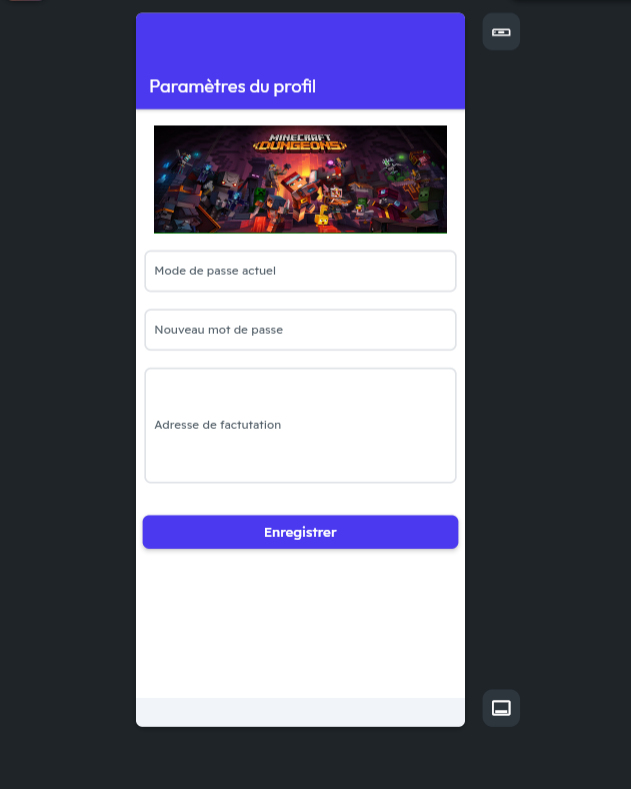 Paramètres du profil
MINECRAFT
DUNGEONS
Mode de passe actuel
Nouveau mot de passe
Adresse de factutation
Enregistrer